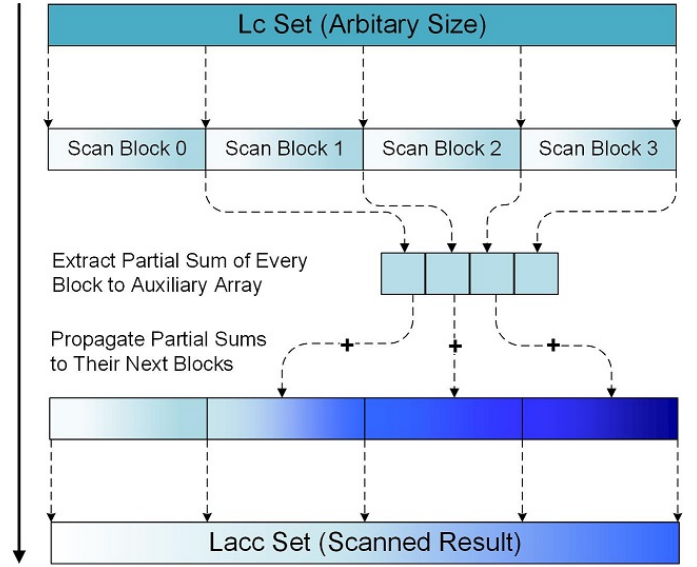 Lc Set (Arbitary Size)
Scan Block 0
Scan Block 1
Scan Block 2
Scan Block 3
Extract Partial Sum of Every
Block to Auxiliary Array
Propagate Partial Sums
to Their Next Blocks
+
+
+
Lacc Set (Scanned Result)